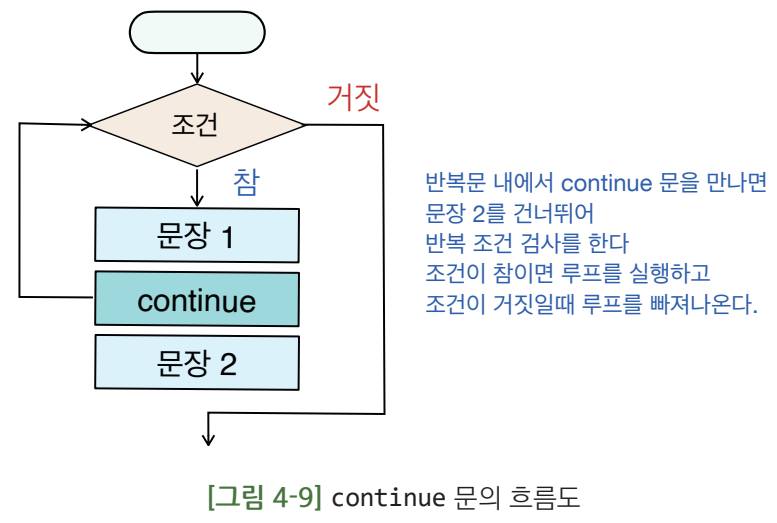 거짓
조건
참
문장 1
continue
문장 2
반복문 내에서 continue 문을 만나면
문장 2를 건너뛰어
반복 조건 검사를 한다
조건이 참이면 루프를 실행하고
조건이 거짓일때 루프를 빠져나온다.
[그림 4-9] continue 문의 흐름도